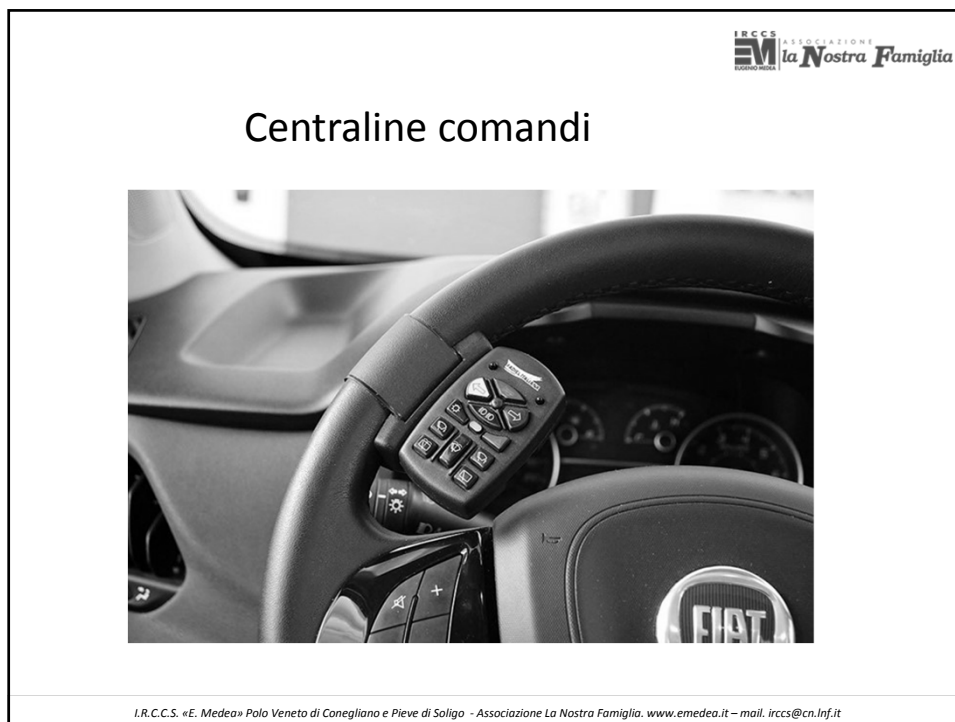 IRCCS
EUGENIO MEDEA
ASSOCIAZIONE
la Nostra Famiglia
Centraline comandi
FIAT
I.R.C.C.S. «E. Medea» Polo Veneto di Conegliano e Pieve di Soligo - Associazione La Nostra Famiglia. www.emedea.it – mail. irccs@cn.lnf.it